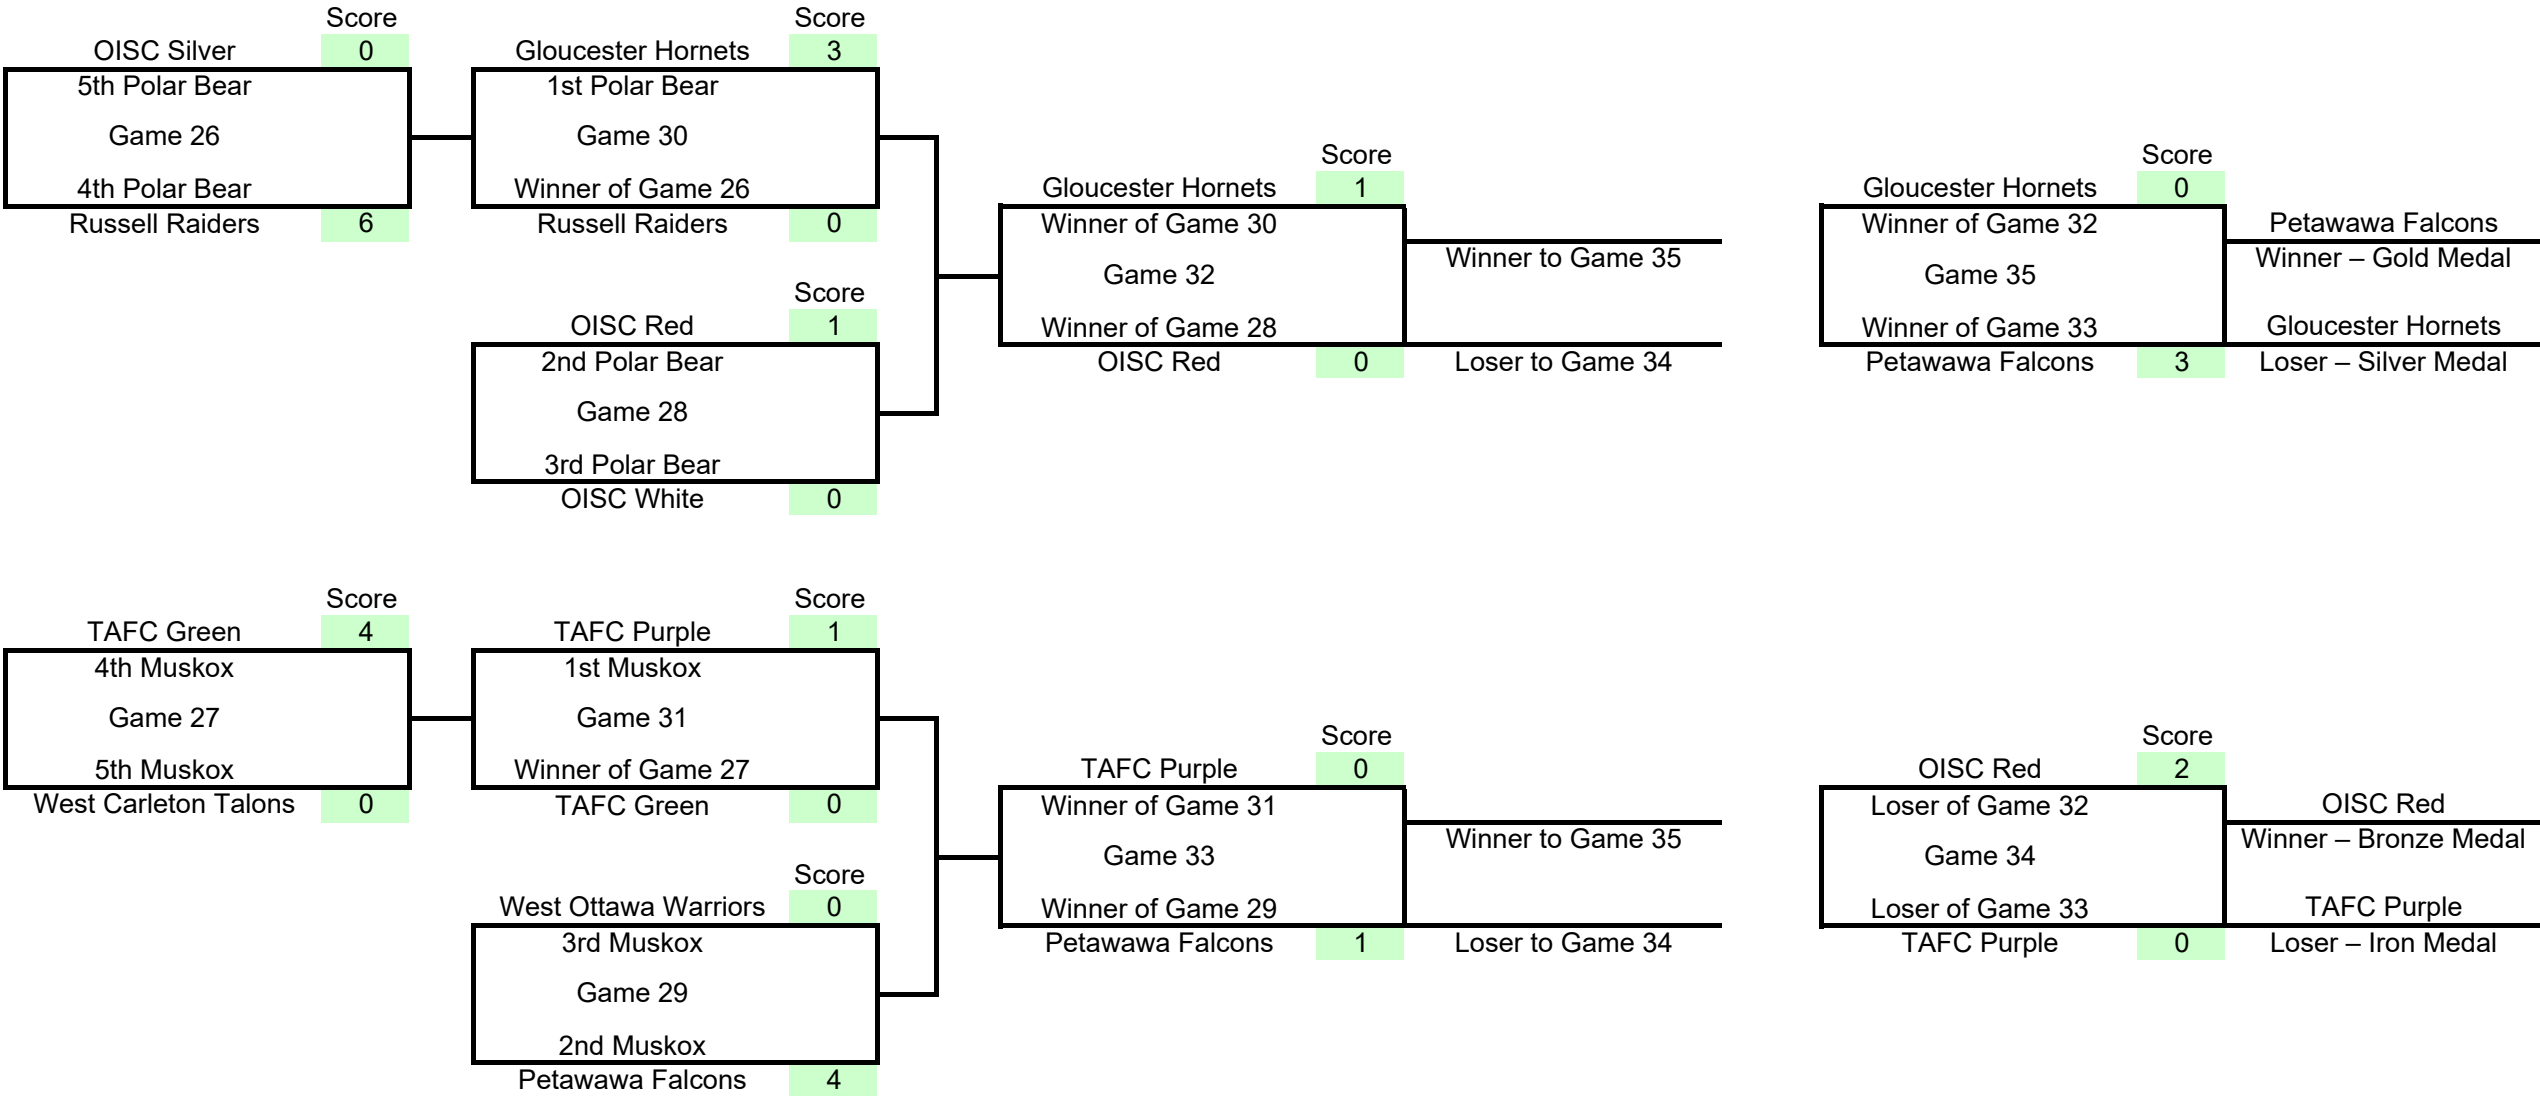 Score
OISC Silver 0
5th Polar Bear
Game 26
4th Polar Bear
Russell Raiders 6
Score
Gloucester Hornets 3
1st Polar Bear
Game 30
Winner of Game 26
Russell Raiders 0
Score
OISC Red 1
2nd Polar Bear
Game 28
3rd Polar Bear
OISC White 0
Score
Gloucester Hornets 1
Winner of Game 30
Game 32
Winner of Game 28
OISC Red 0
Winner to Game 35
Loser to Game 34
Score
Gloucester Hornets 0
Winner of Game 32
Game 35
Winner of Game 33
Petawawa Falcons 3
Petawawa Falcons
Winner – Gold Medal
Gloucester Hornets
Loser – Silver Medal
Score
TAFC Green 4
4th Muskox
Game 27
5th Muskox
West Carleton Talons 0
Score
TAFC Purple 1
1st Muskox
Game 31
Winner of Game 27
TAFC Green 0
Score
West Ottawa Warriors 0
3rd Muskox
Game 29
2nd Muskox
Petawawa Falcons 4
Score
TAFC Purple 0
Winner of Game 31
Game 33
Winner of Game 29
Petawawa Falcons 1
Winner to Game 35
Loser to Game 34
Score
OISC Red 2
Loser of Game 32
Game 34
Loser of Game 33
TAFC Purple 0
OISC Red
Winner – Bronze Medal
TAFC Purple
Loser – Iron Medal